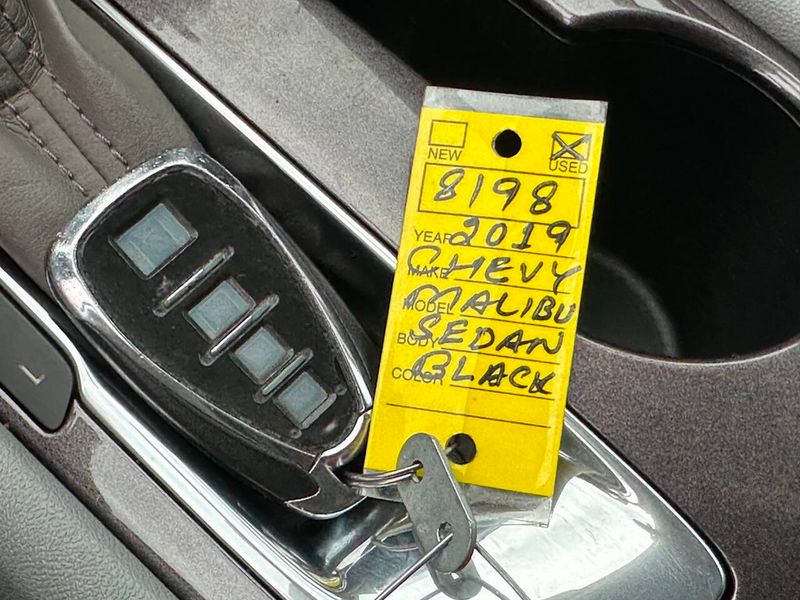 NEW USED
8198
YEAR 2019
MAKE CHEVY
MODEL MALIBU
BODY SEDAN
COLOR BLACK
L